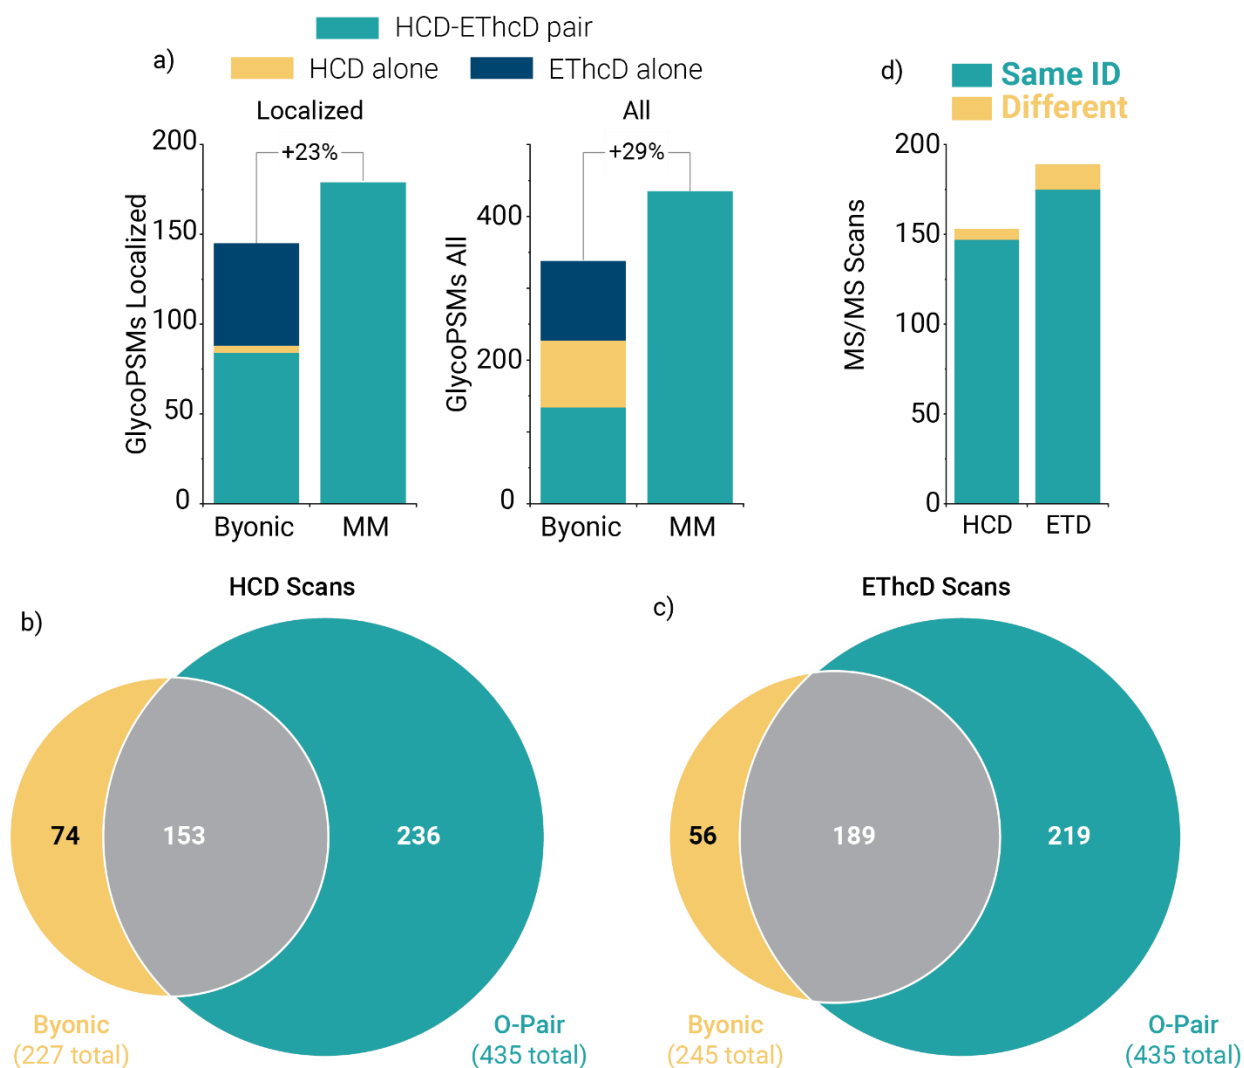 HCD-EThcD pair
HCD alone
EThcD alone
a)
Localized
All
200
150
100
50
0
GlycoPSMs Localized
+23%
Byonic
MM
400
200
0
GlycoPSMs All
+29%
Byonic
MM
d)
Same ID
Different
200
150
100
50
0
MS/MS Scans
HCD
ETD
HCD Scans
b)
74
153
236
Byonic
(227 total)
O-Pair
(435 total)
EThcD Scans
c)
56
189
219
Byonic
(245 total)
O-Pair
(435 total)